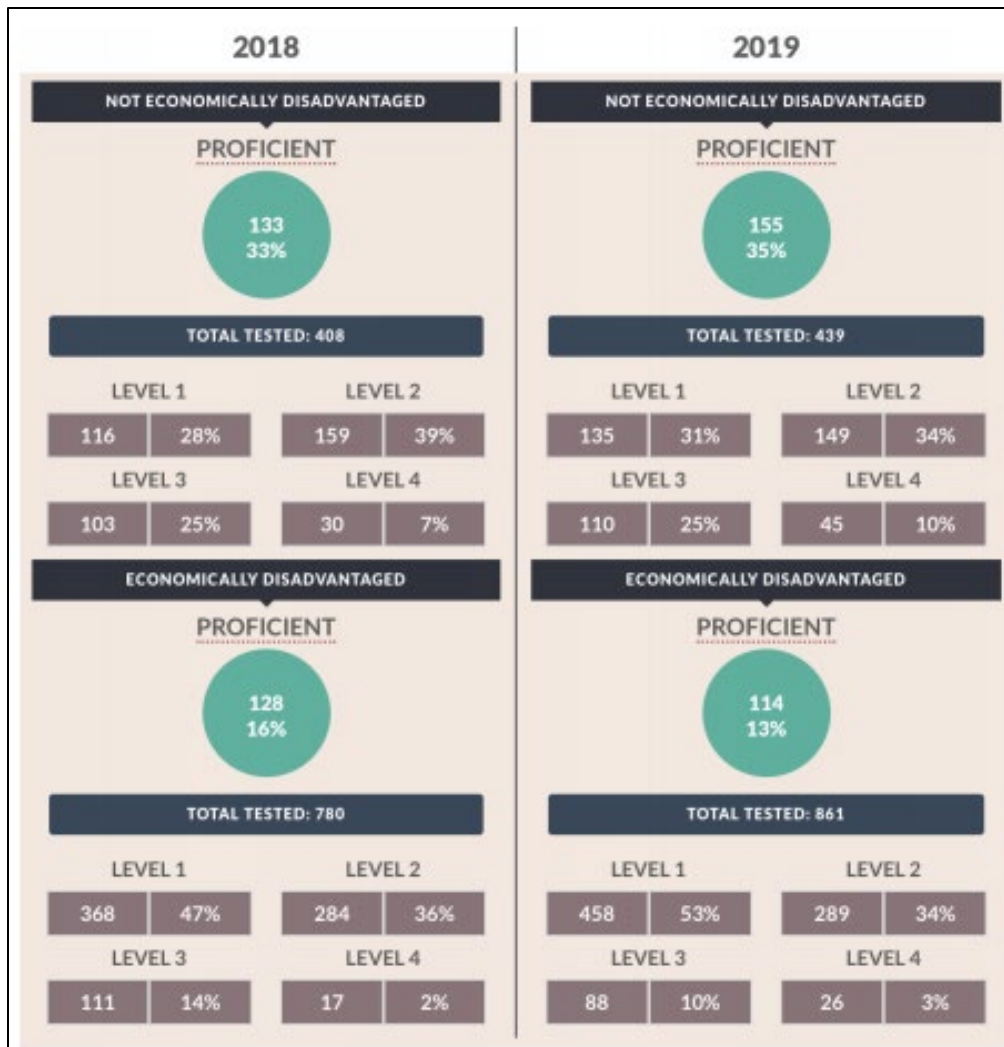 2018
NOT ECONOMICALLY DISADVANTAGED
PROFICIENT
133
33%
TOTAL TESTED: 408
LEVEL 1 LEVEL 2
116 28% 159 39%
LEVEL 3 LEVEL 4
103 25% 30 7%
ECONOMICALLY DISADVANTAGED
PROFICIENT
128
16%
TOTAL TESTED: 780
LEVEL 1 LEVEL 2
368 47% 284 36%
LEVEL 3 LEVEL 4
111 14% 17 2%
2019
NOT ECONOMICALLY DISADVANTAGED
PROFICIENT
155
35%
TOTAL TESTED: 439
LEVEL 1 LEVEL 2
135 31% 149 34%
LEVEL 3 LEVEL 4
110 25% 45 10%
ECONOMICALLY DISADVANTAGED
PROFICIENT
114
13%
TOTAL TESTED: 861
LEVEL 1 LEVEL 2
458 53% 289 34%
LEVEL 3 LEVEL 4
88 10% 26 3%